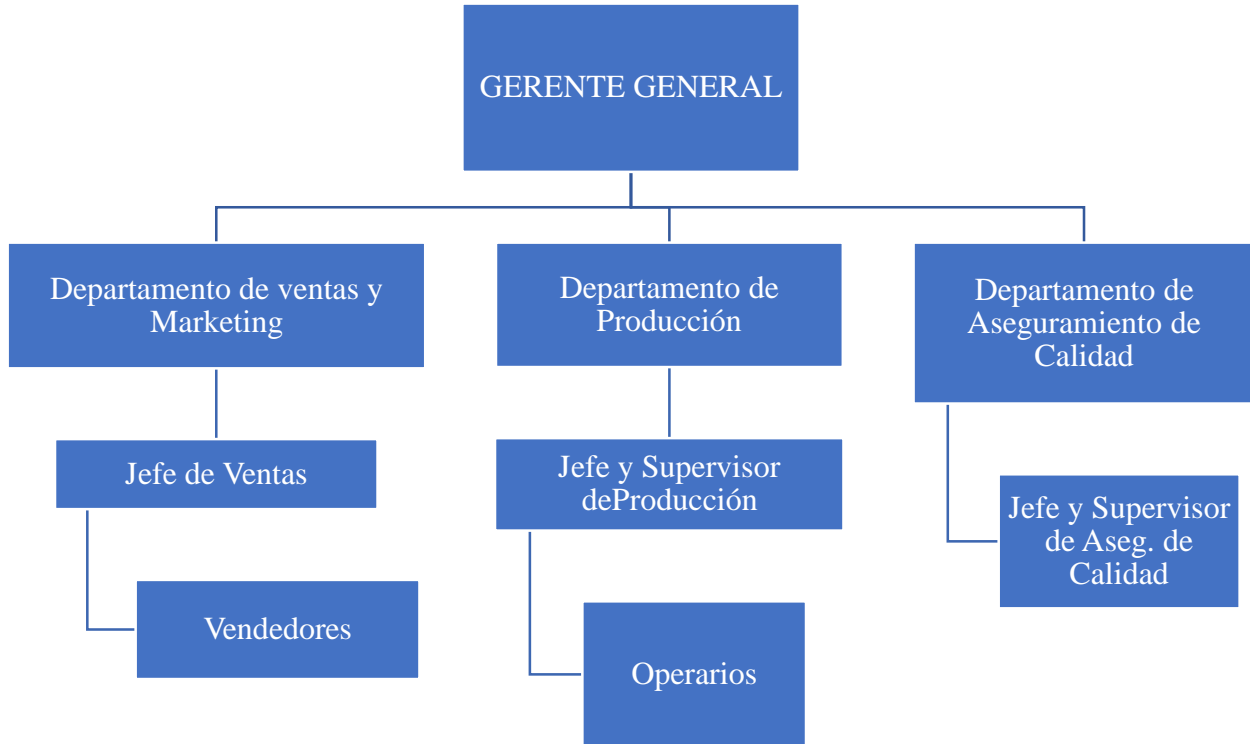 GERENTE GENERAL
Departamento de ventas y
Marketing
Departamento de
Producción
Departamento de
Aseguramiento de
Calidad
Jefe de Ventas
Jefe y Supervisor
deProducción
Jefe y Supervisor
de Aseg. de
Calidad
Vendedores
Operarios